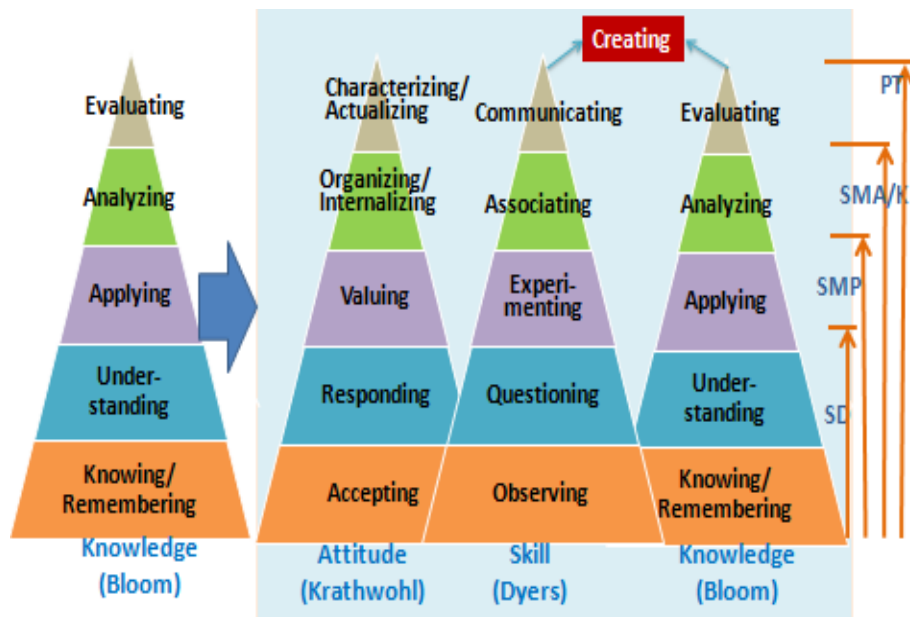 Creating
Evaluating
Analyzing
Applying
Under-
standing
Knowing/
Remembering
Knowledge
(Bloom)
Characterizing/
Actualizing
Organizing/
Internalizing
Valuing
Responding
Accepting
Attitude
(Krathwohl)
Communicating
Associating
Experi-
menting
Questioning
Observing
Skill
(Dyers)
Evaluating
Analyzing
Applying
Under-
standing
Knowing/
Remembering
Knowledge
(Bloom)
PT
SMA/K
SMP
SD